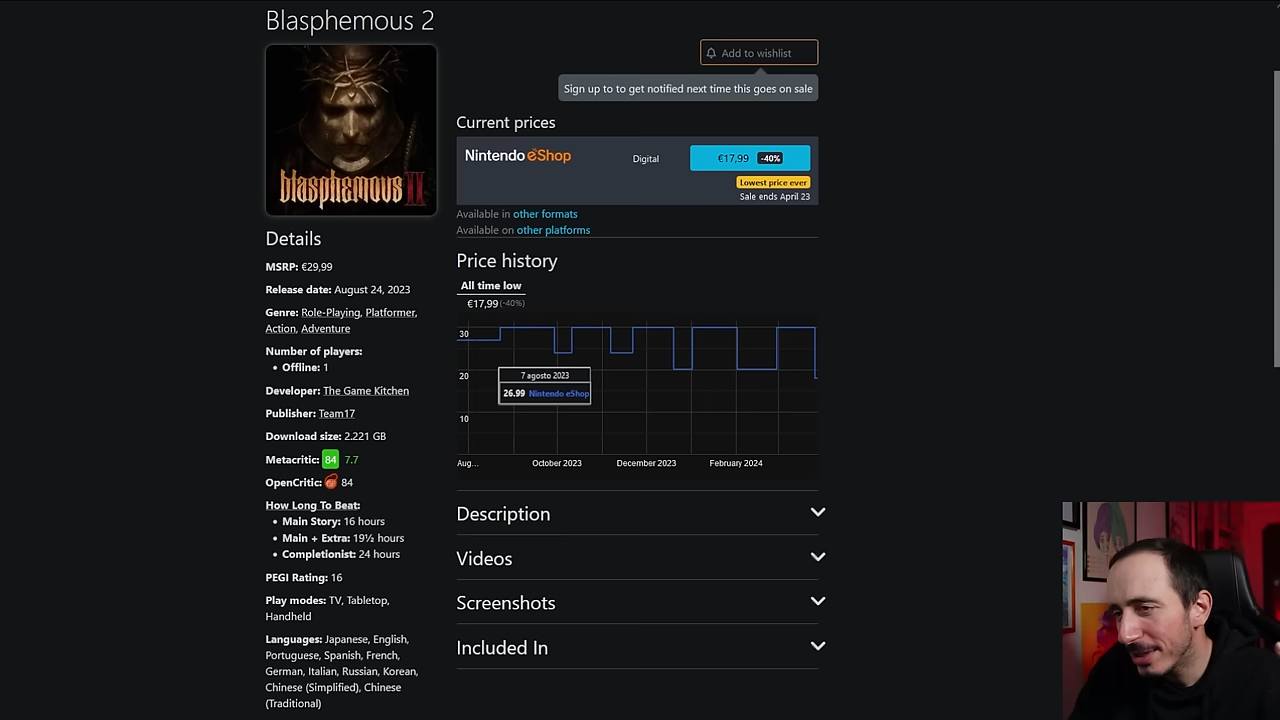 Blasphemous 2
Add to wishlist
Sign up to to get notified next time this goes on sale
blasphemous II
Current prices
Nintendo eShop
Digital
€17,99 -40%
Lowest price ever
Sale ends April 23
Available in other formats
Available on other platforms
Details
MSRP: €29,99
Release date: August 24, 2023
Genre: Role-Playing, Platformer,
Action, Adventure
Number of players:
• Offline: 1
Developer: The Game Kitchen
Publisher: Team17
Download size: 2.221 GB
Metacritic: 84 7.7
OpenCritic: 84
How Long To Beat:
• Main Story: 16 hours
• Main + Extra: 19½ hours
• Completionist: 24 hours
PEGI Rating: 16
Play modes: TV, Tabletop,
Handheld
Languages: Japanese, English,
Portuguese, Spanish, French,
German, Italian, Russian, Korean,
Chinese (Simplified), Chinese
(Traditional)
Price history
All time low
€17,99 (-40%)
30
20
10
7 agosto 2023
26.99 Nintendo eShop
Aug...
October 2023
December 2023
February 2024
Description
Videos
Screenshots
Included In